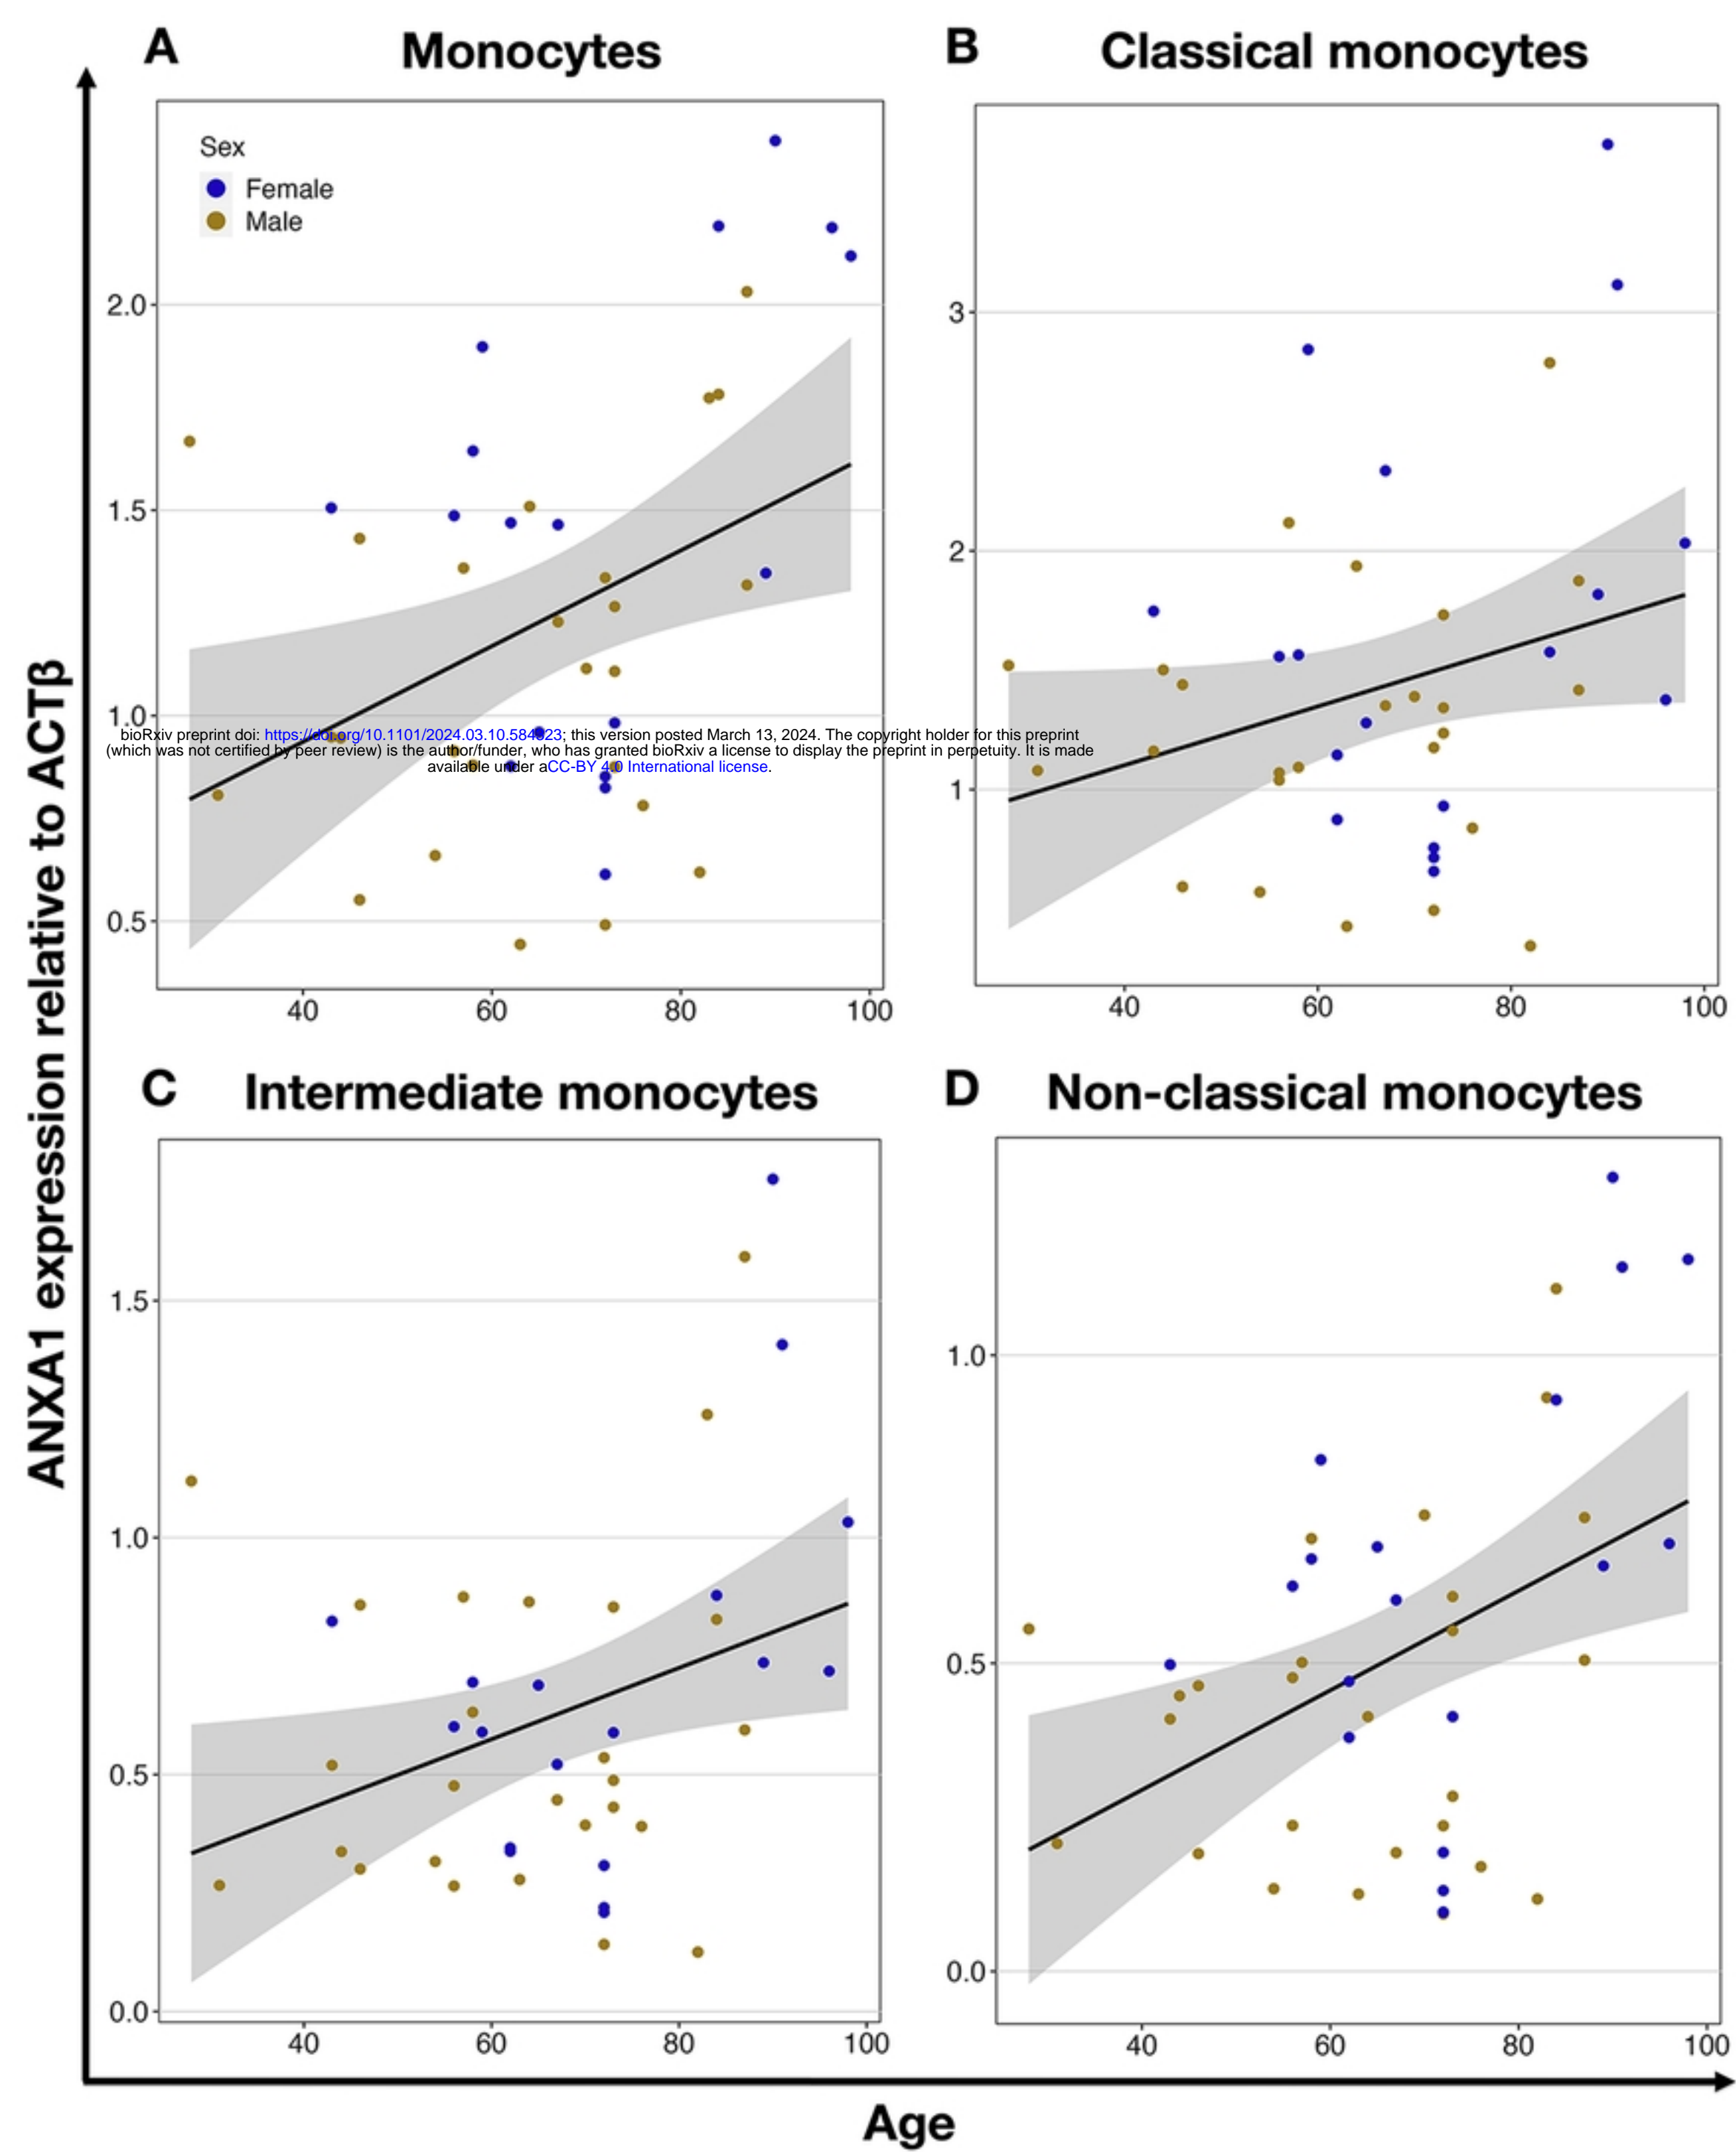 A
Monocytes
B
Classical monocytes
Sex
Female
Male
2.0
1.5
1.0
0.5
40
60
80
100
3
2
1
40
60
80
100
bioRxiv preprint doi: https://doi.org/10.1101/2024.03.10.584623; this version posted March 13, 2024. The copyright holder for this preprint
(which was not certified by peer review) is the author/funder, who has granted bioRxiv a license to display the preprint in perpetuity. It is made
available under aCC-BY 4.0 International license.
ANXA1 expression relative to ACTβ
C
Intermediate monocytes
D
Non-classical monocytes
1.5
1.0
0.5
0.0
40
60
80
100
1.0
0.5
0.0
40
60
80
100
Age